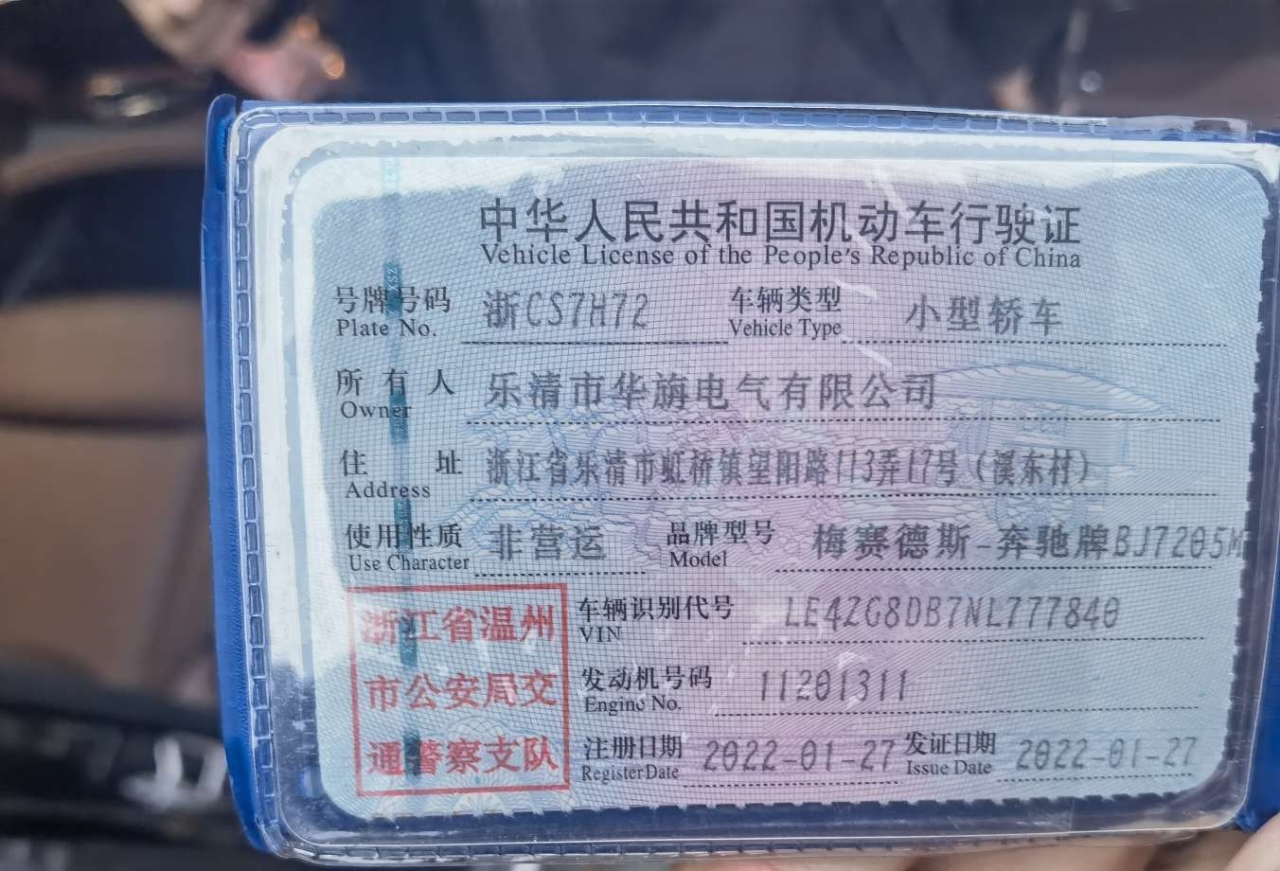 中华人民共和国机动车行驶证
Vehicle License of the People's Republic of China
号牌号码 浙CS7H72 车辆类型 小型轿车
Plate No. Vehicle Type
所有人 乐清市华旃电气有限公司
Owner
住址 浙江省乐清市虹桥镇望阳路113弄17号（溪东村）
Address
使用性质 非营运 品牌型号 梅赛德斯-奔驰牌BJ7205M
Use Character Model
浙江省温州
市公安局交
通警察支队
车辆识别代号 LE4ZG8DB7NL777840
VIN
发动机号码 11201311
Engine No.
注册日期 2022-01-27 发证日期 2022-01-27
Register Date Issue Date